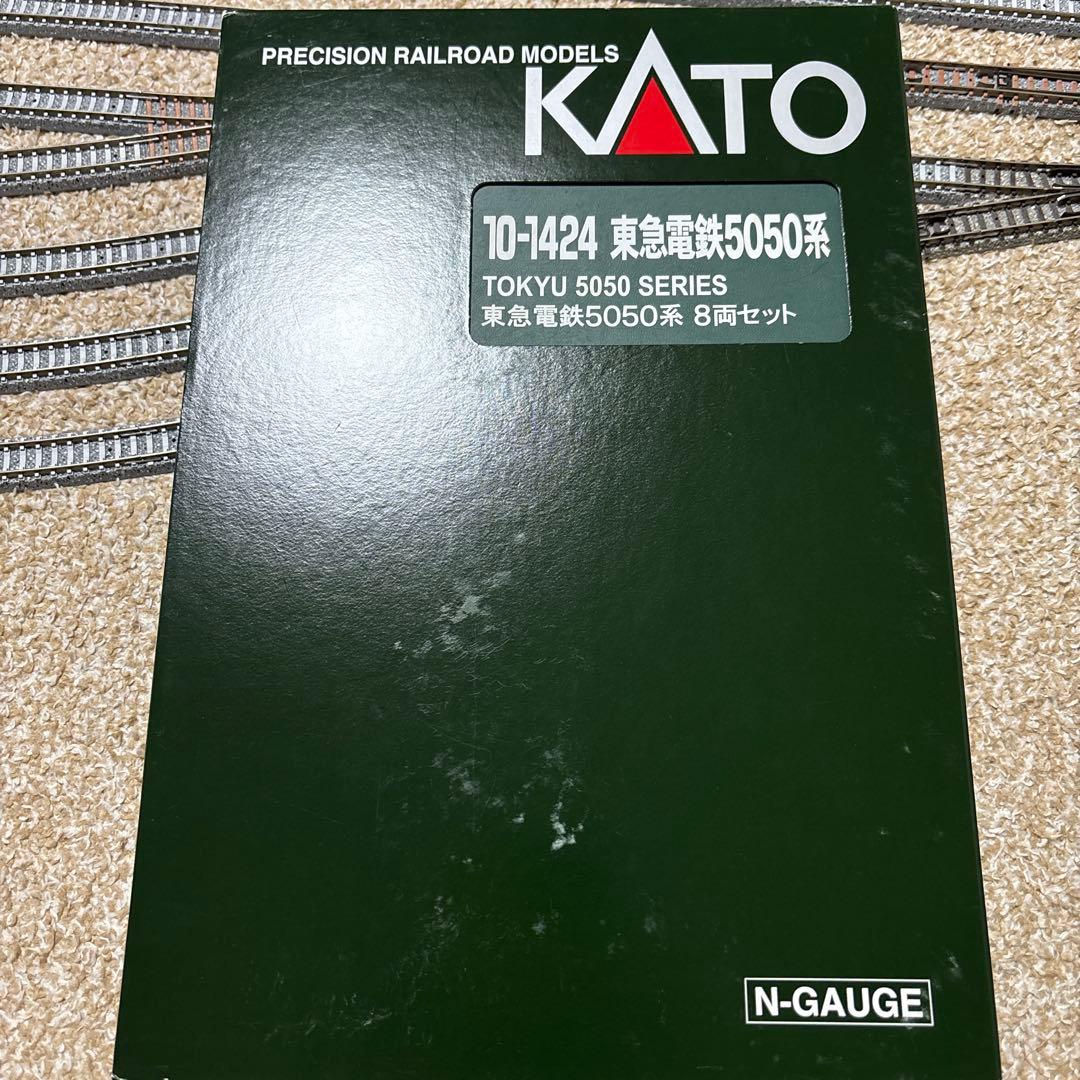 PRECISION RAILROAD MODELS
KATO
10-1424 東急電鉄5050系
TOKYU 5050 SERIES
東急電鉄5050系 8両セット
N-GAUGE